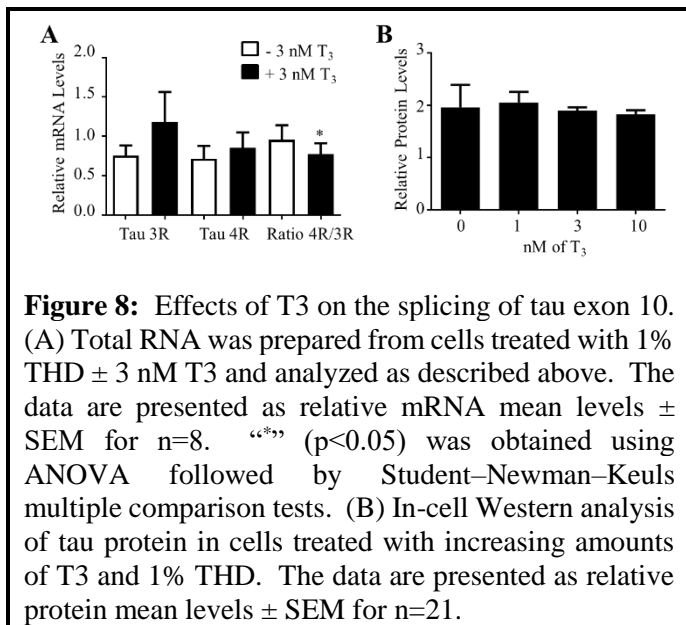 A
Relative mRNA Levels
2.0
1.5
1.0
0.5
0.0
- 3 nM T3
+ 3 nM T3
*
Tau 3R Tau 4R Ratio 4R/3R
B
Relative Protein Levels
3
2
1
0
0 1 3 10
nM of T3
Figure 8: Effects of T3 on the splicing of tau exon 10.
(A) Total RNA was prepared from cells treated with 1%
THD ± 3 nM T3 and analyzed as described above. The
data are presented as relative mRNA mean levels ±
SEM for n=8. “*” (p<0.05) was obtained using
ANOVA followed by Student–Newman–Keuls
multiple comparison tests. (B) In-cell Western analysis
of tau protein in cells treated with increasing amounts
of T3 and 1% THD. The data are presented as relative
protein mean levels ± SEM for n=21.